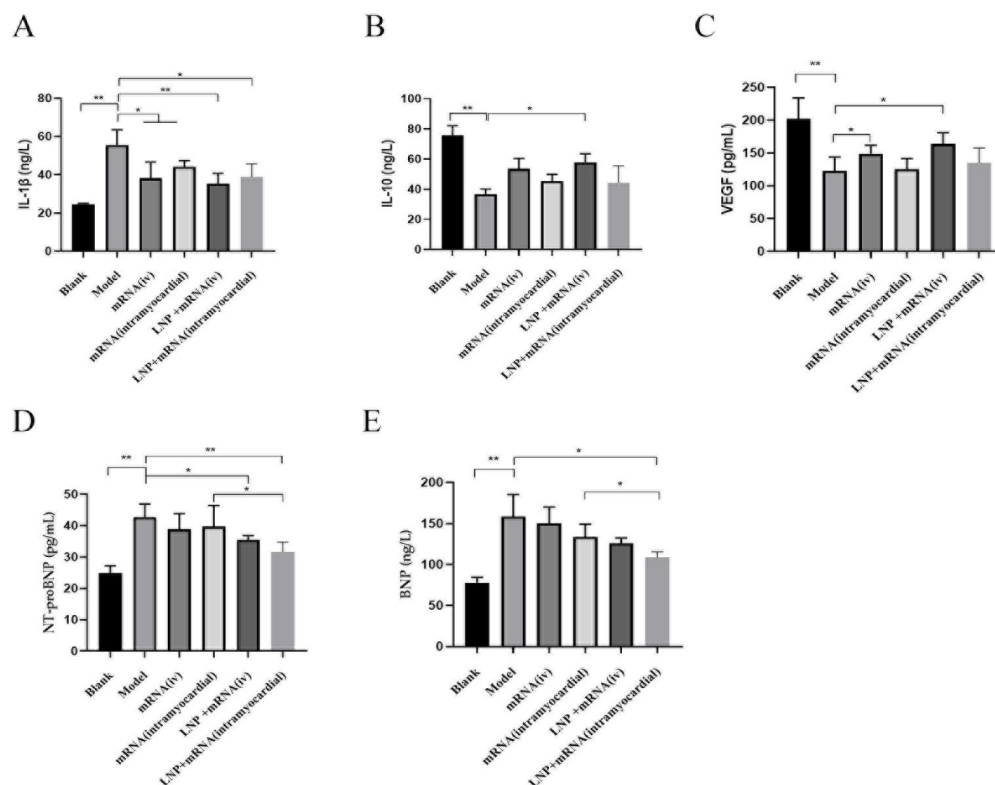 A
IL-1β (ng/L)
80
60
40
20
0
**
*
**
*
Blank
Model
mRNA(iv)
mRNA(intramyocardial)
LNP +mRNA(iv)
LNP+mRNA(intramyocardial)
B
IL-10 (ng/L)
100
80
60
40
20
0
**
*
Blank
Model
mRNA(iv)
mRNA(intramyocardial)
LNP +mRNA(iv)
LNP+mRNA(intramyocardial)
C
VEGF (pg/mL)
250
200
150
100
50
0
**
*
*
Blank
Model
mRNA(iv)
mRNA(intramyocardial)
LNP +mRNA(iv)
LNP+mRNA(intramyocardial)
D
NT-proBNP (pg/mL)
50
40
30
20
10
0
**
**
*
*
Blank
Model
mRNA(iv)
mRNA(intramyocardial)
LNP +mRNA(iv)
LNP+mRNA(intramyocardial)
E
BNP (ng/L)
200
150
100
50
0
**
*
*
Blank
Model
mRNA(iv)
mRNA(intramyocardial)
LNP +mRNA(iv)
LNP+mRNA(intramyocardial)